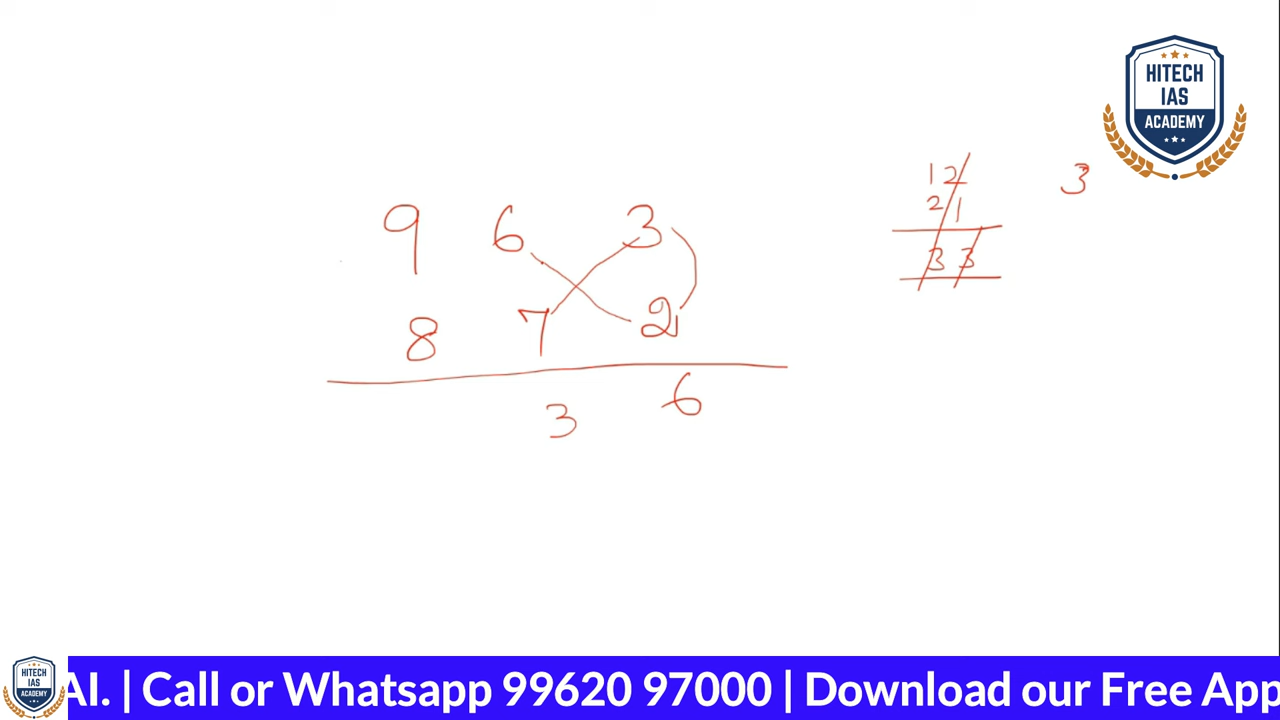 HITECH
IAS
ACADEMY
12
21
33
3
9 6 3
8 7 2
3 6
HITECH
IAS
ACADEMY
AI. | Call or Whatsapp 99620 97000 | Download our Free App